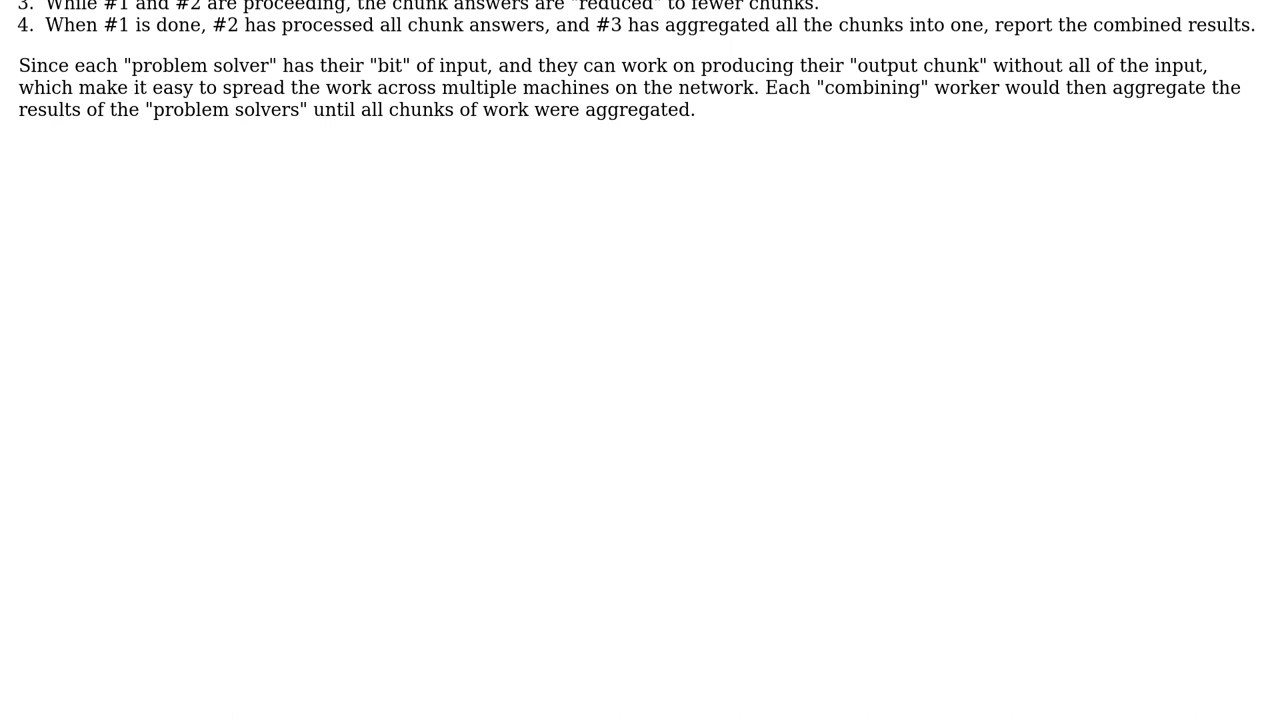 3. While #1 and #2 are proceeding, the chunk answers are "reduced" to fewer chunks.
4. When #1 is done, #2 has processed all chunk answers, and #3 has aggregated all the chunks into one, report the combined results.
Since each "problem solver" has their "bit" of input, and they can work on producing their "output chunk" without all of the input,
which make it easy to spread the work across multiple machines on the network. Each "combining" worker would then aggregate the
results of the "problem solvers" until all chunks of work were aggregated.